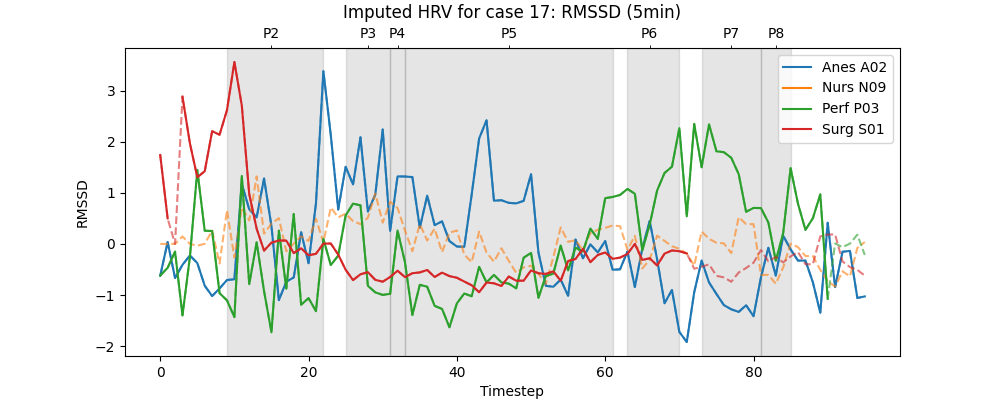 Imputed HRV for case 17: RMSSD (5min)
P2 P3 P4 P5 P6 P7 P8
Anes A02
Nurs N09
Perf P03
Surg S01
RMSSD
3
2
1
0
−1
−2
0 20 40 60 80
Timestep